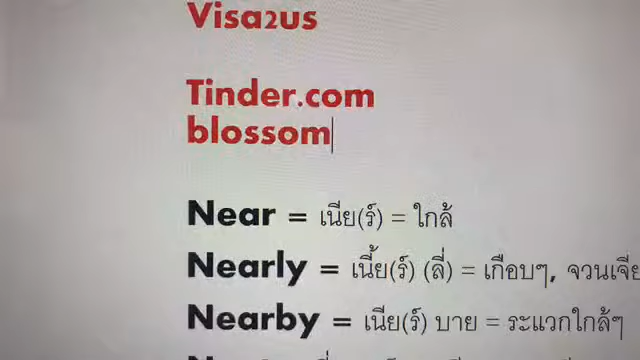 Visa2us
Tinder.com
blossom
Near = เนีย(ร์) = ใกล้
Nearly = เนี้ย(ร์) (ลี่) = เกือบๆ, จวนเจีย
Nearby = เนีย(ร์) บาย = ระแวกใกล้ๆ